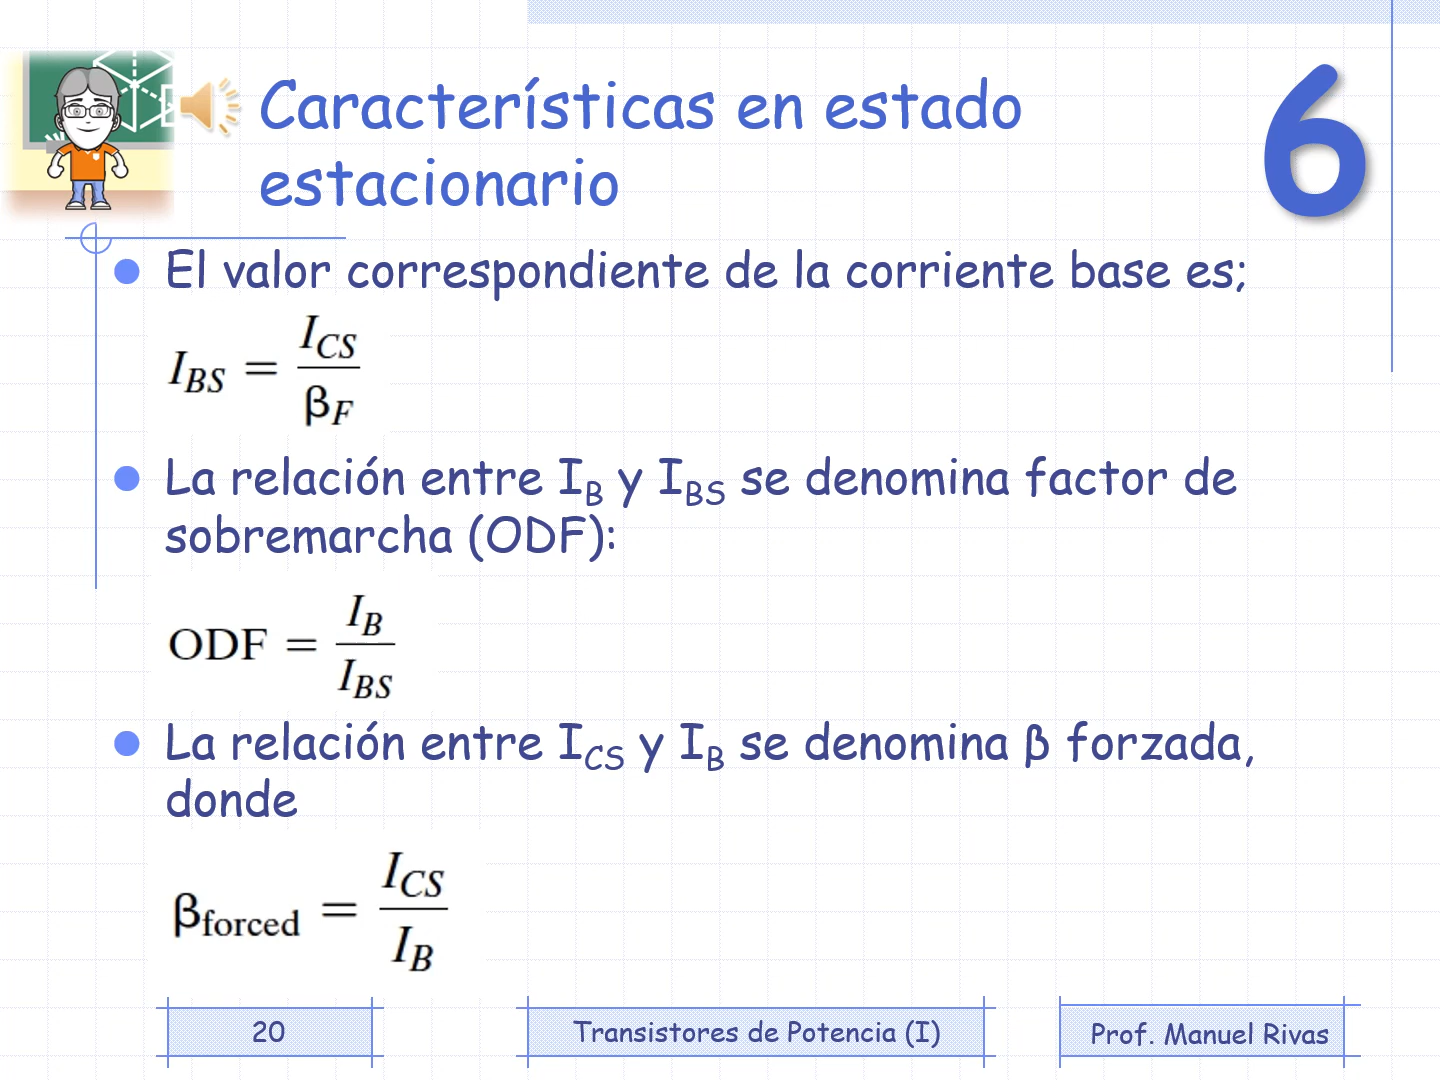 Características en estado
estacionario
6
El valor correspondiente de la corriente base es;
I_BS = I_CS / β_F
La relación entre I_B y I_BS se denomina factor de
sobremarcha (ODF):
ODF = I_B / I_BS
La relación entre I_CS y I_B se denomina β forzada,
donde
β_forced = I_CS / I_B
20
Transistores de Potencia (I)
Prof. Manuel Rivas